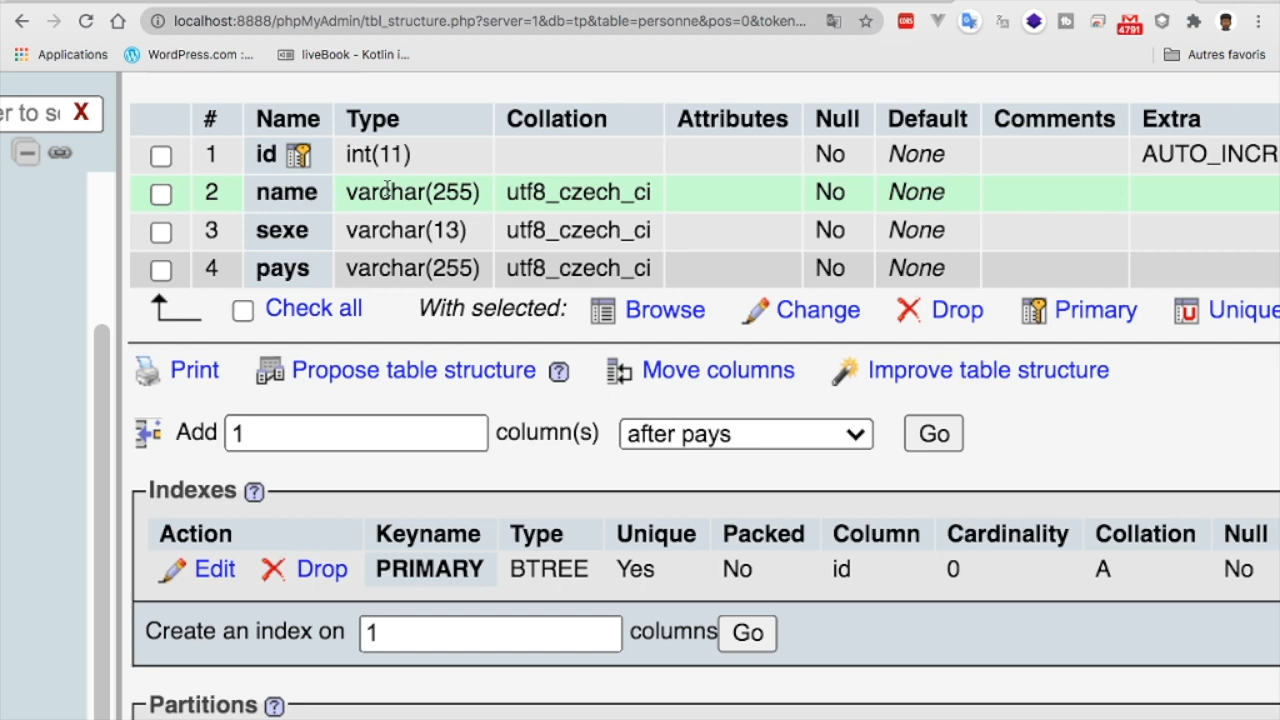 localhost:8888/phpMyAdmin/tbl_structure.php?server=1&db=tp&table=personne&pos=0&token...
4791
Applications WordPress.com :... liveBook - Kotlin i... Autres favoris
er to X
# Name Type Collation Attributes Null Default Comments Extra
1 id int(11) No None AUTO_INCR
2 name varchar(255) utf8_czech_ci No None
3 sexe varchar(13) utf8_czech_ci No None
4 pays varchar(255) utf8_czech_ci No None
Check all With selected: Browse Change Drop Primary Unique
Print Propose table structure ? Move columns Improve table structure
Add 1 column(s) after pays Go
Indexes ?
Action Keyname Type Unique Packed Column Cardinality Collation Null
Edit Drop PRIMARY BTREE Yes No id 0 A No
Create an index on 1 columns Go
Partitions ?